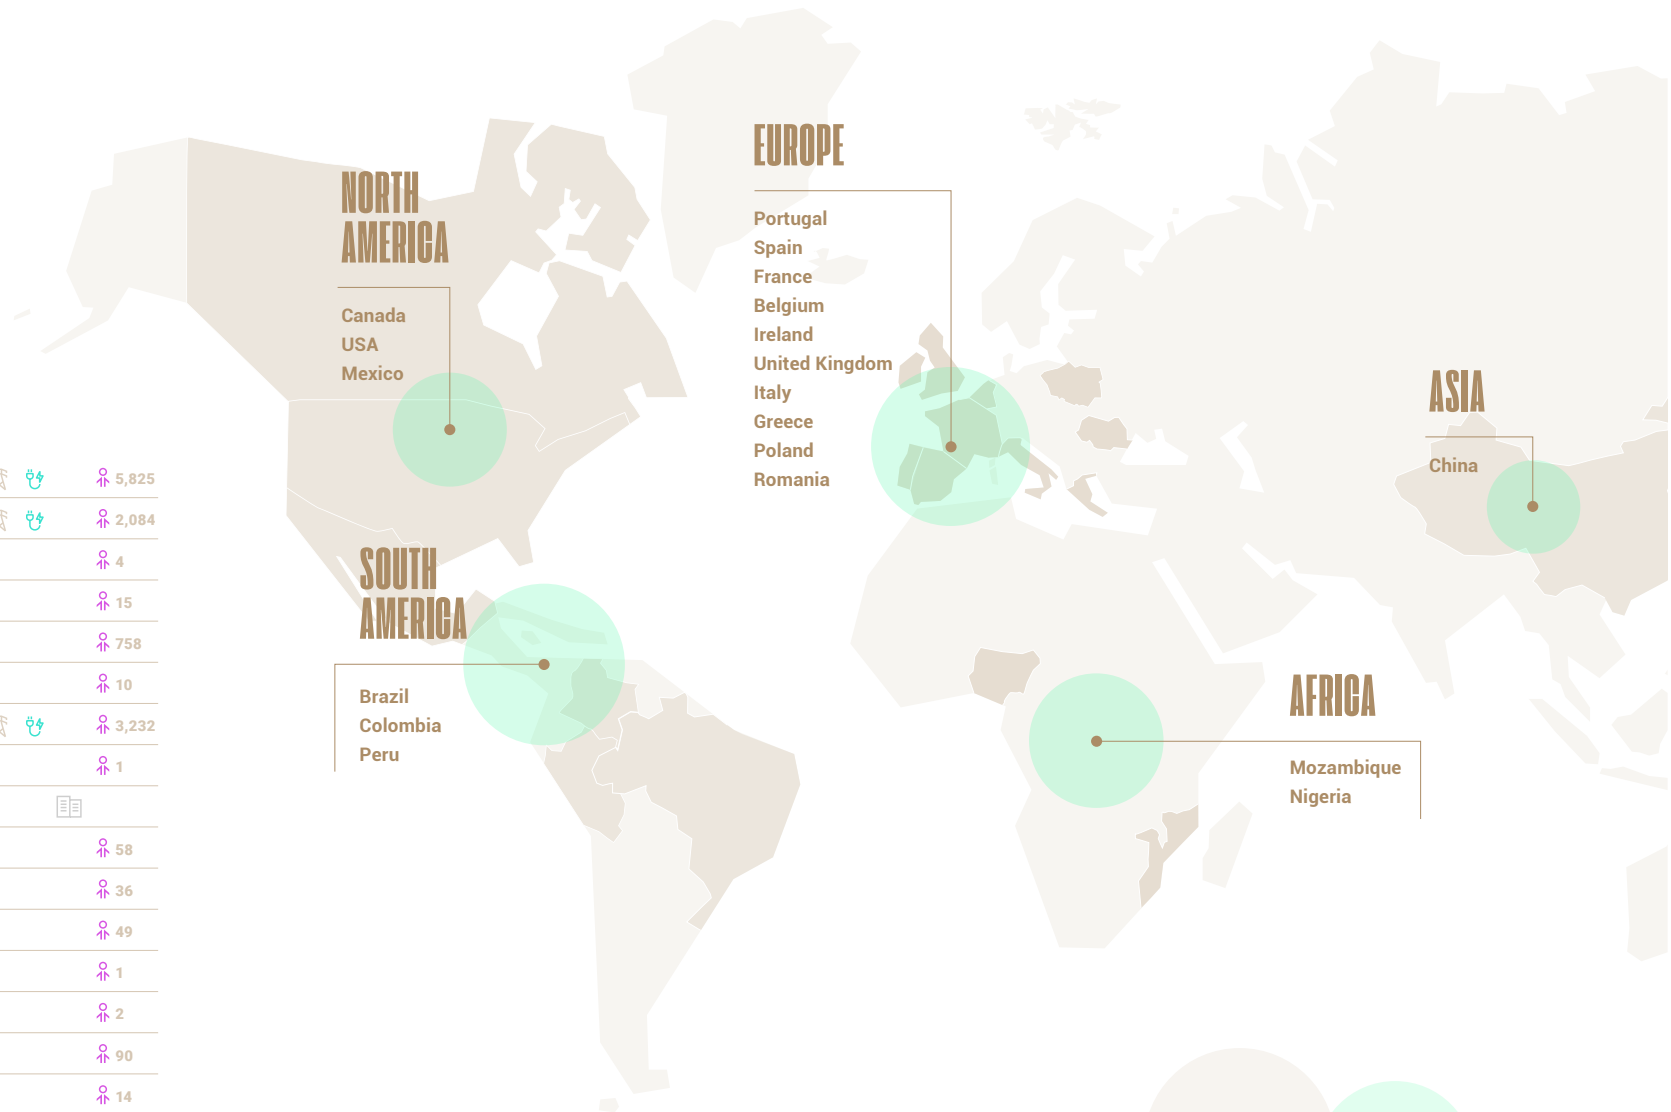 EUROPE
Portugal
Spain
France
Belgium
Ireland
United Kingdom
Italy
Greece
Poland
Romania
NORTH
AMERICA
Canada
USA
Mexico
ASIA
China
SOUTH
AMERICA
Brazil
Colombia
Peru
AFRICA
Mozambique
Nigeria
5,825
2,084
4
15
758
10
3,232
1
58
36
49
1
2
90
14